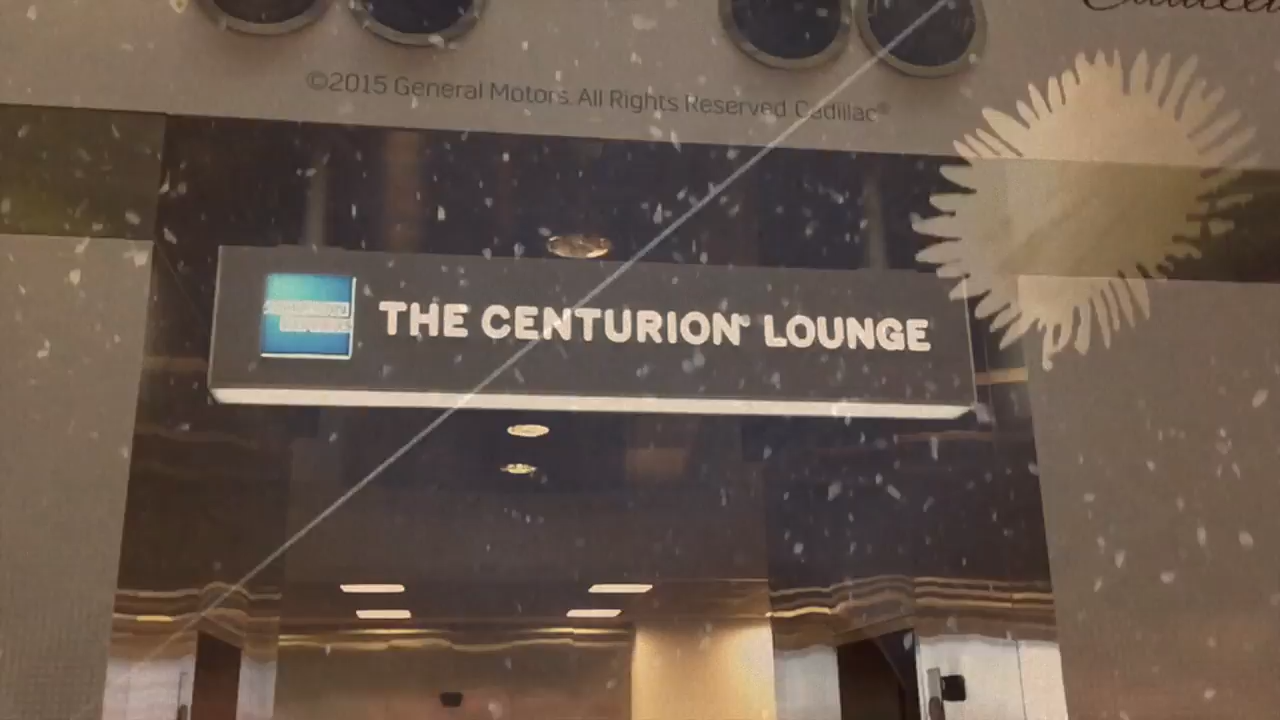 ©2015 General Motors. All Rights Reserved. Cadillac®
THE CENTURION® LOUNGE